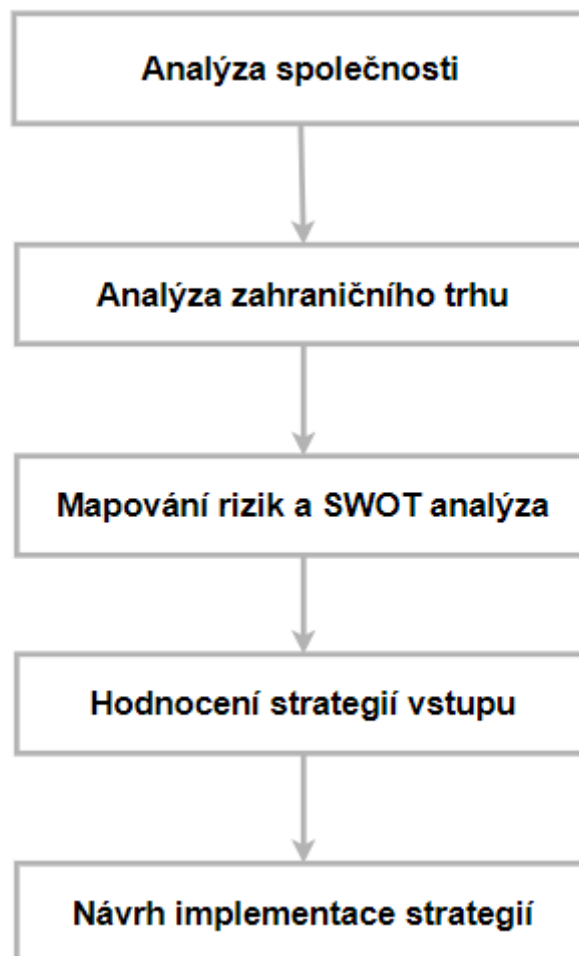 Analýza společnosti
Analýza zahraničního trhu
Mapování rizik a SWOT analýza
Hodnocení strategií vstupu
Návrh implementace strategií